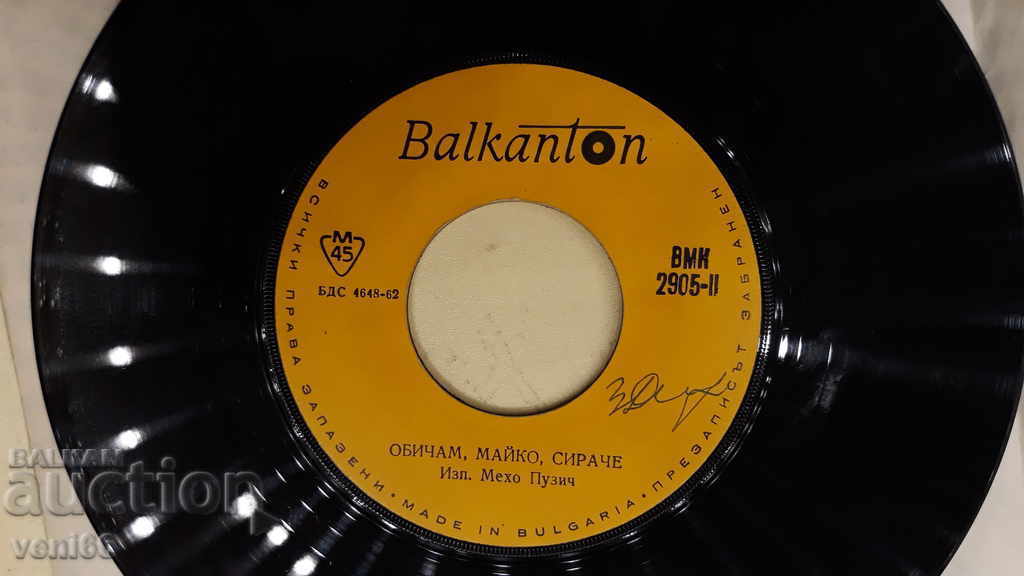 Balkanton
М
45
БДС 4648-62
ВМК
2905-II
ОБИЧАМ, МАЙКО, СИРАЧЕ
Изп. Мехо Пузич
ВСИЧКИ ПРАВА ЗАПАЗЕНИ • MADE IN BULGARIA • ПРЕЗАПИСЪТ ЗАБРАНЕН
BALKAN
auction
veni68